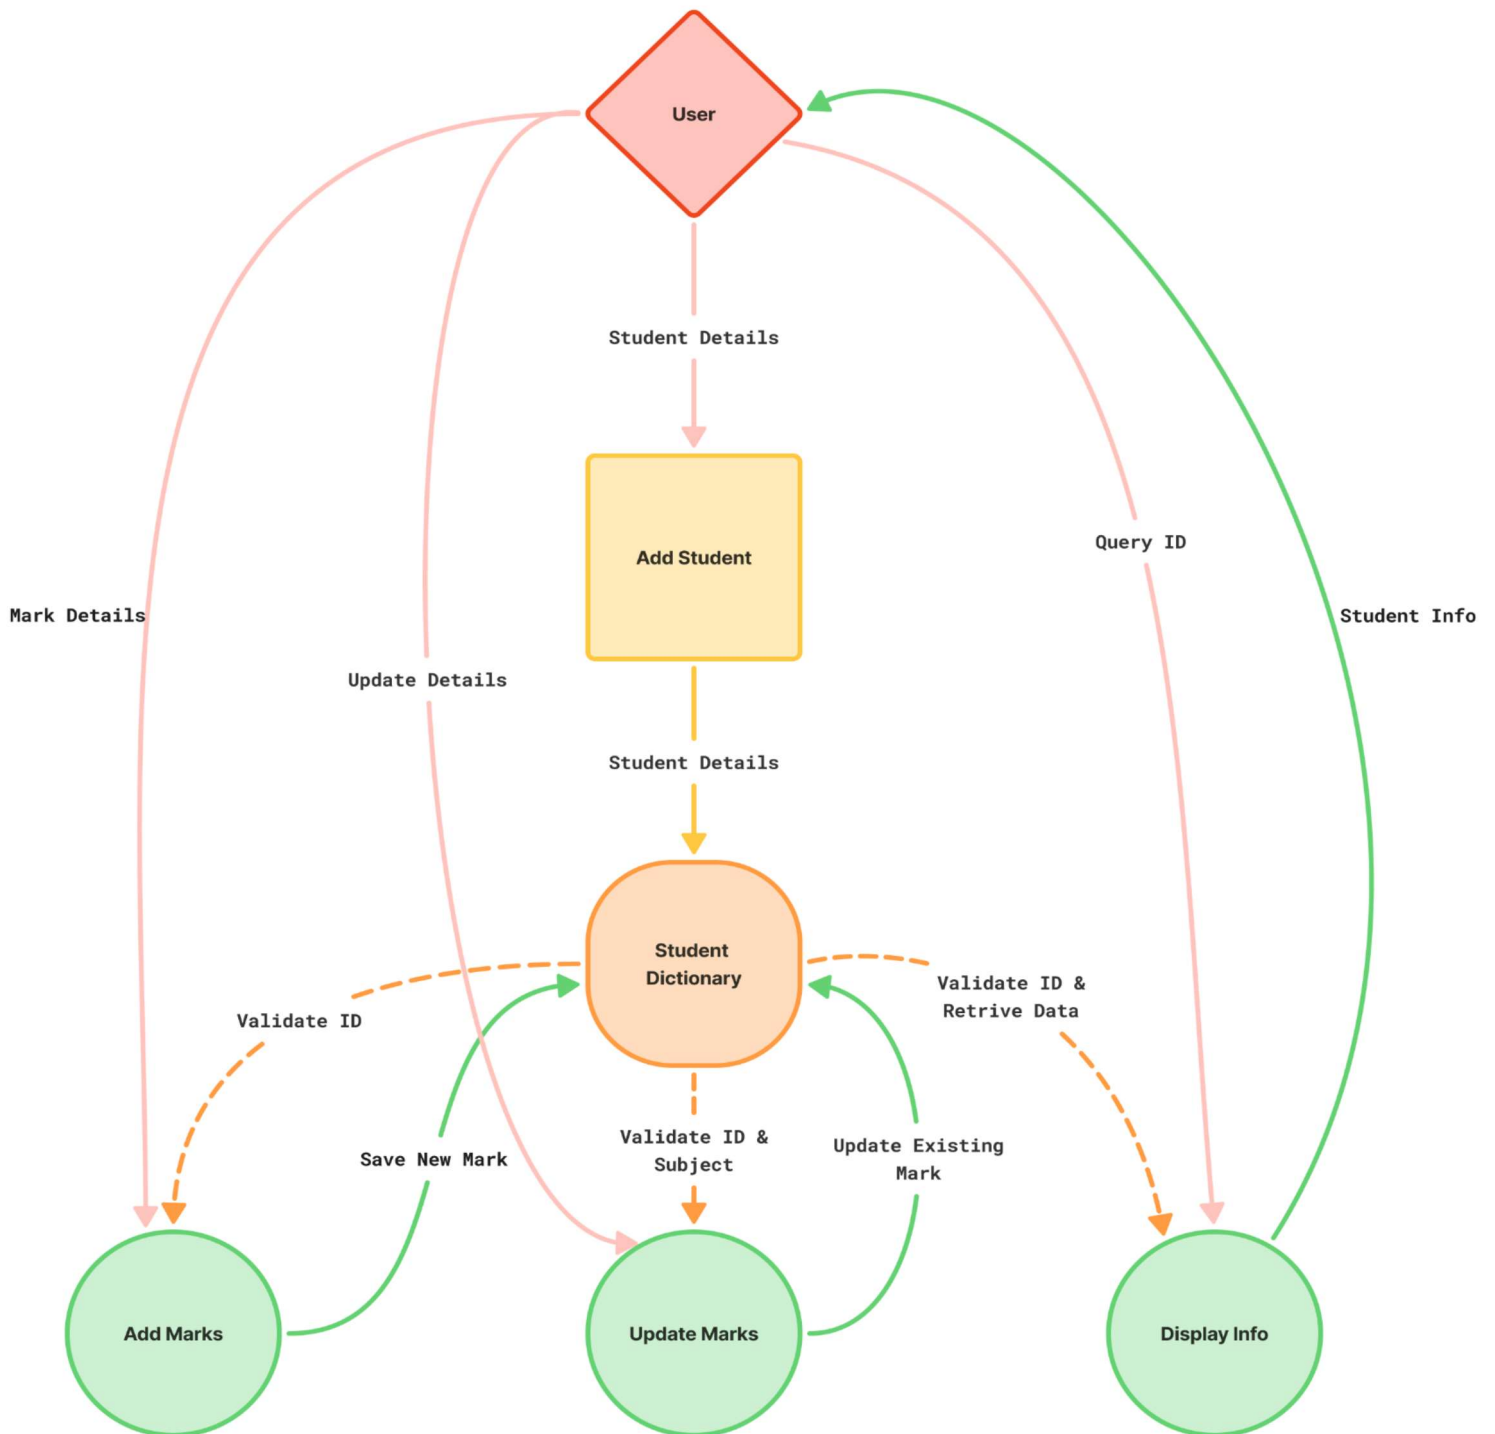 User
Student Details
Add Student
Query ID
Mark Details
Student Info
Update Details
Student Details
Student
Dictionary
Validate ID &
Retrive Data
Validate ID
Validate ID &
Subject
Update Existing
Mark
Save New Mark
Add Marks
Update Marks
Display Info